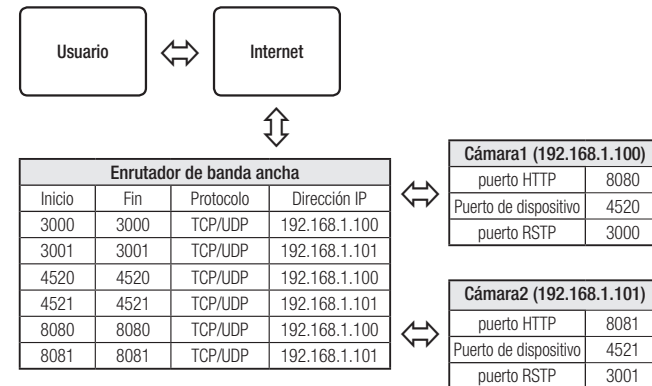 Usuario
Internet
Enrutador de banda ancha
Inicio Fin Protocolo Dirección IP
3000 3000 TCP/UDP 192.168.1.100
3001 3001 TCP/UDP 192.168.1.101
4520 4520 TCP/UDP 192.168.1.100
4521 4521 TCP/UDP 192.168.1.101
8080 8080 TCP/UDP 192.168.1.100
8081 8081 TCP/UDP 192.168.1.101
Cámara1 (192.168.1.100)
puerto HTTP 8080
Puerto de dispositivo 4520
puerto RSTP 3000
Cámara2 (192.168.1.101)
puerto HTTP 8081
Puerto de dispositivo 4521
puerto RSTP 3001